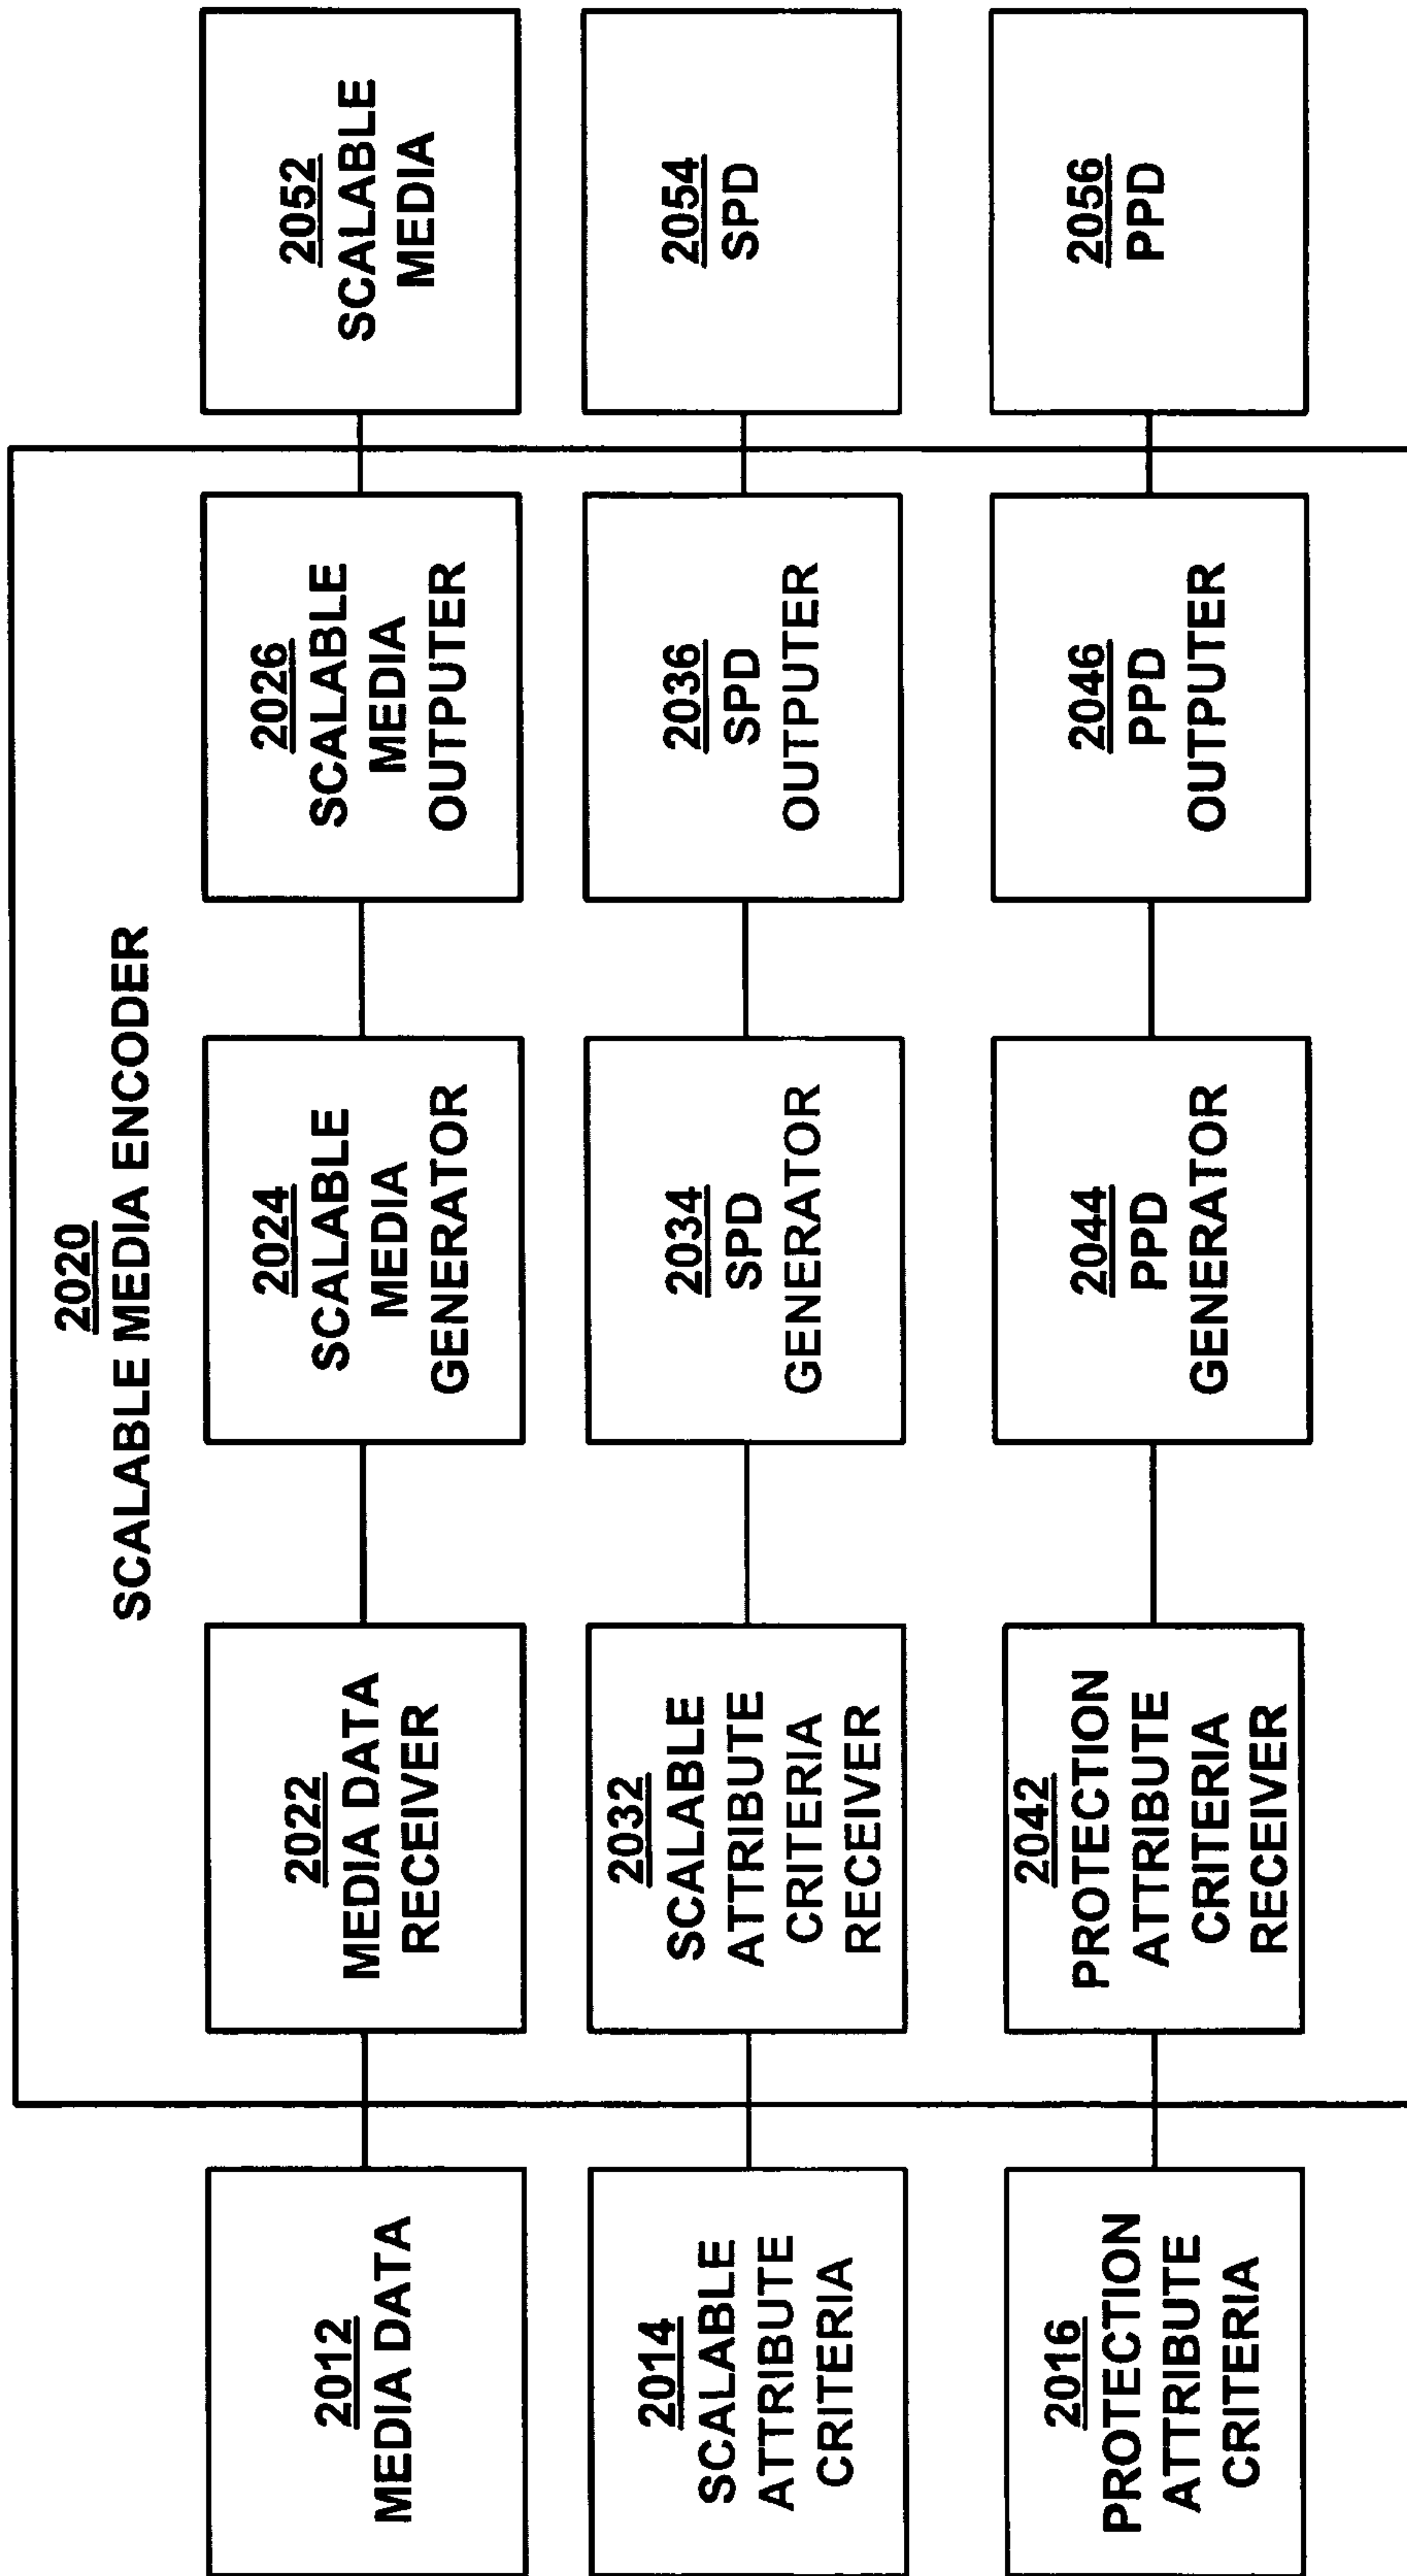 2020
SCALABLE MEDIA ENCODER
2012
MEDIA DATA
2022
MEDIA DATA
RECEIVER
2024
SCALABLE
MEDIA
GENERATOR
2026
SCALABLE
MEDIA
OUTPUTER
2052
SCALABLE
MEDIA
2014
SCALABLE
ATTRIBUTE
CRITERIA
2032
SCALABLE
ATTRIBUTE
CRITERIA
RECEIVER
2034
SPD
GENERATOR
2036
SPD
OUTPUTER
2054
SPD
2016
PROTECTION
ATTRIBUTE
CRITERIA
2042
PROTECTION
ATTRIBUTE
CRITERIA
RECEIVER
2044
PPD
GENERATOR
2046
PPD
OUTPUTER
2056
PPD